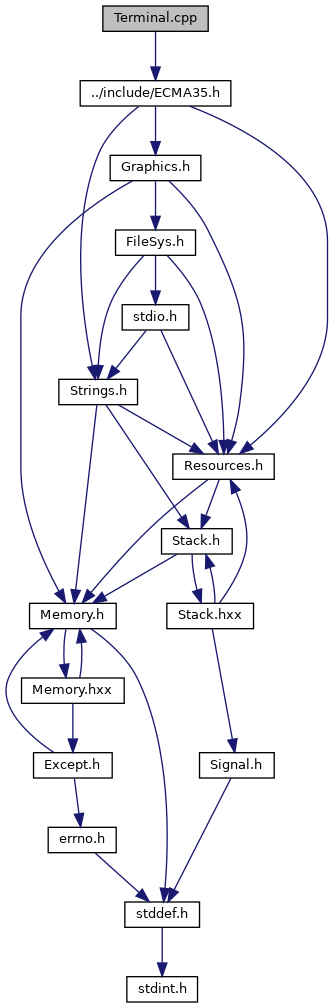 Terminal.cpp
../include/ECMA35.h
Graphics.h
FileSys.h
stdio.h
Strings.h
Resources.h
Stack.h
Memory.h
Stack.hxx
Memory.hxx
Except.h
Signal.h
errno.h
stddef.h
stdint.h